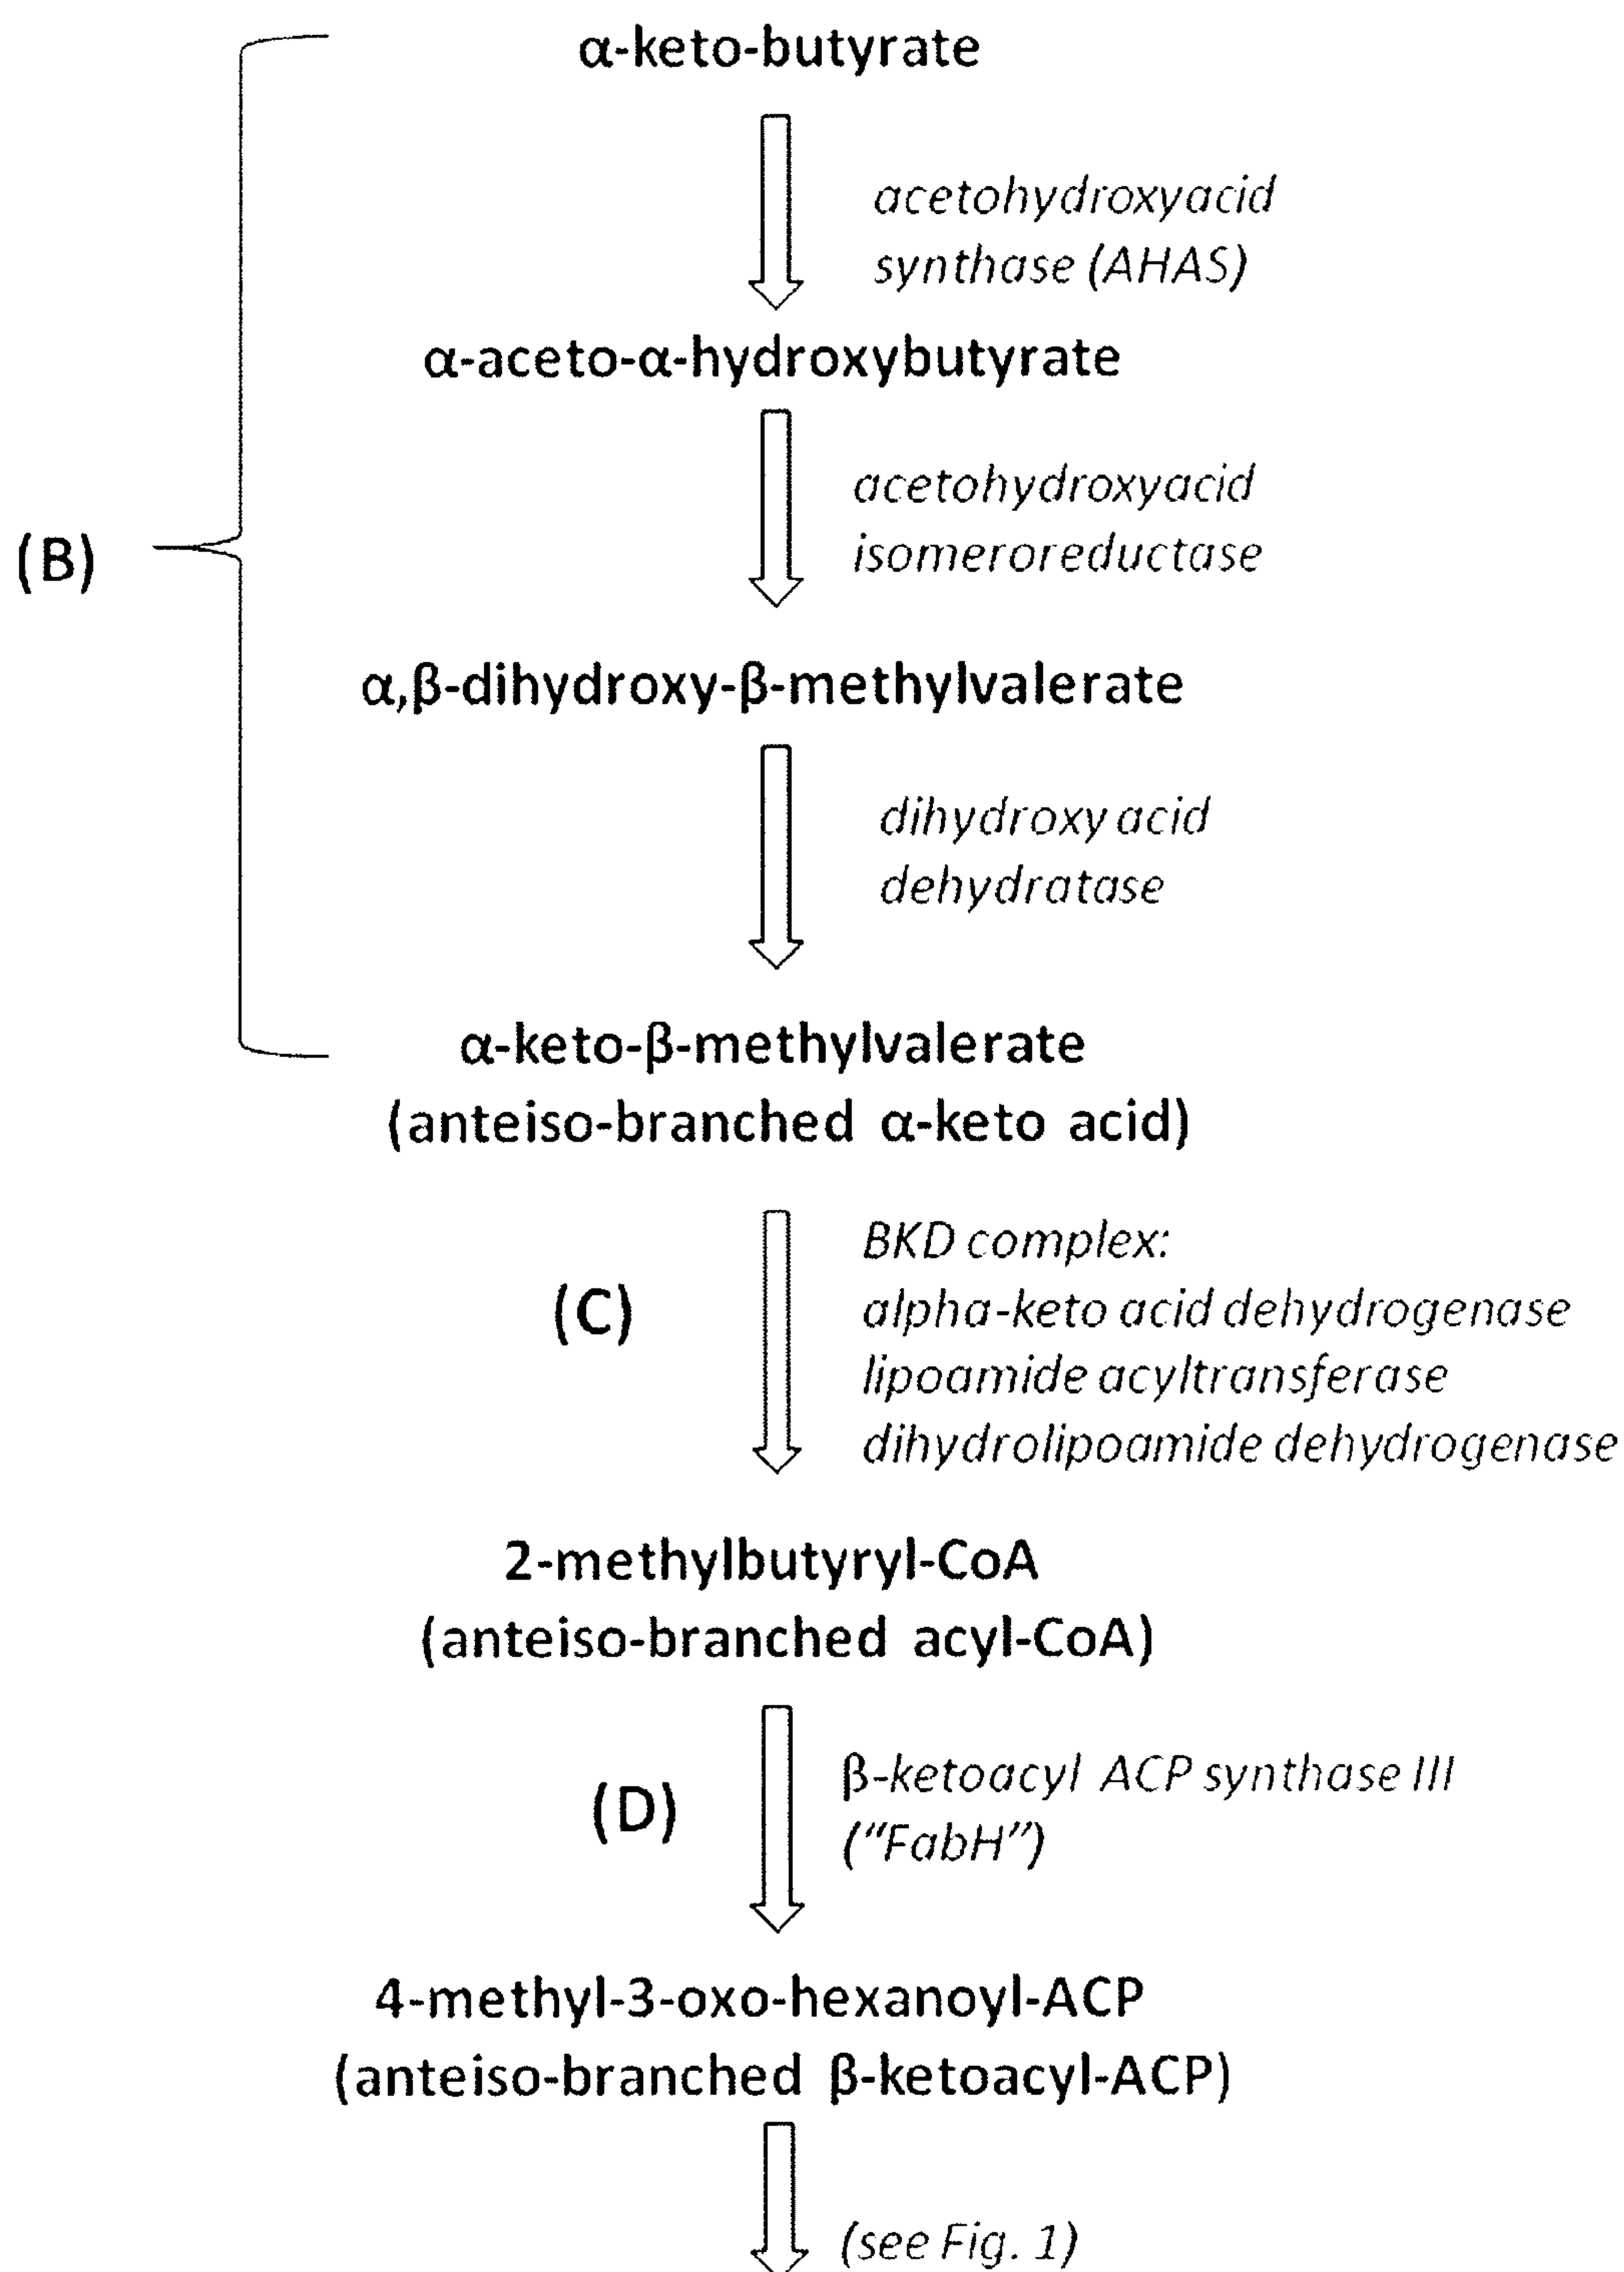 α-keto-butyrate
acetohydroxyacid
synthase (AHAS)
α-aceto-α-hydroxybutyrate
acetohydroxyacid
isomeroreductase
(B)
α,β-dihydroxy-β-methylvalerate
dihydroxy acid
dehydratase
α-keto-β-methylvalerate
(anteiso-branched α-keto acid)
BKD complex:
(C)
alpha-keto acid dehydrogenase
lipoamide acyltransferase
dihydrolipoamide dehydrogenase
2-methylbutyryl-CoA
(anteiso-branched acyl-CoA)
(D)
β-ketoacyl ACP synthase III
("FabH")
4-methyl-3-oxo-hexanoyl-ACP
(anteiso-branched β-ketoacyl-ACP)
(see Fig. 1)